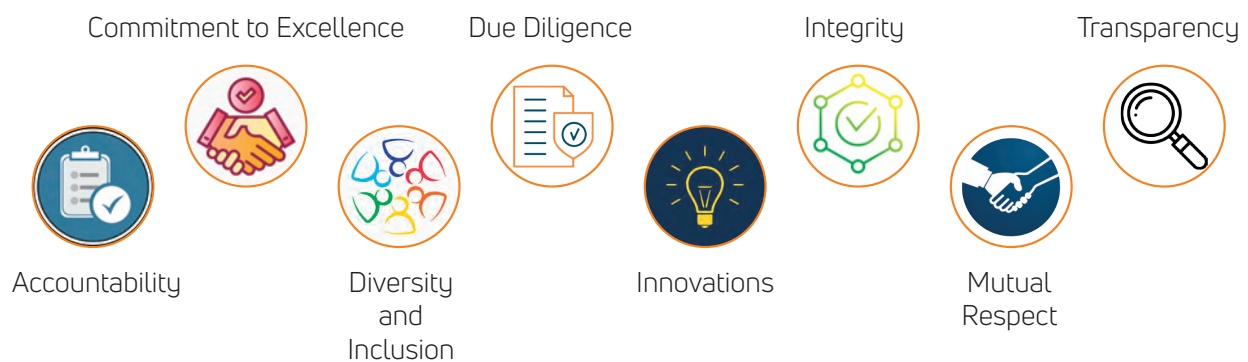 Commitment to Excellence
Due Diligence
Integrity
Transparency
Accountability
Diversity
and
Inclusion
Innovations
Mutual
Respect